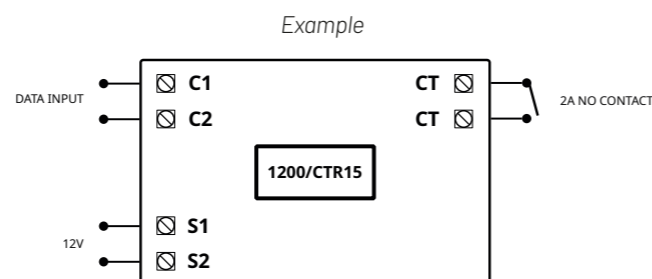 Example
C1 CT
DATA INPUT 2A NO CONTACT
C2 CT
1200/CTR15
S1
12V
S2